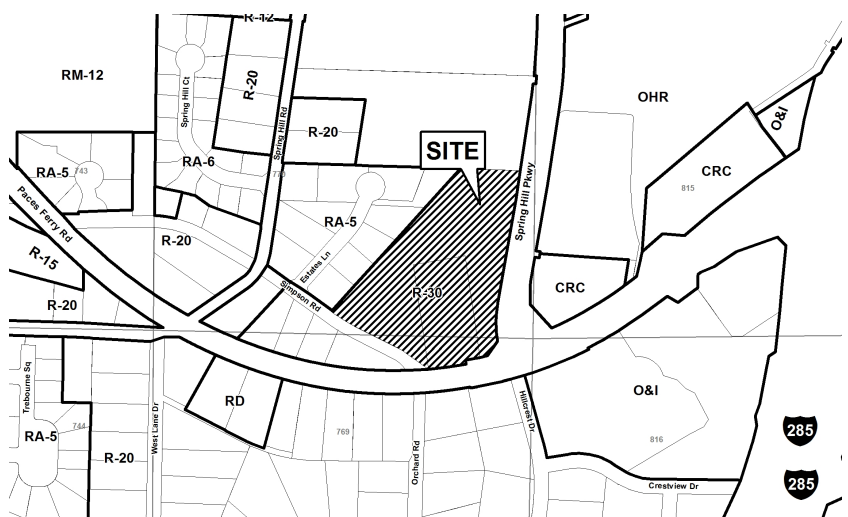 R-12
RM-12
R-20
Spring Hill Ct
Spring Hill Rd
OHR
O&I
R-20
SITE
RA-5
743
RA-6
770
CRC
815
Paces Ferry Rd
RA-5
Spring Hill Pkwy
R-20
Estates Ln
R-15
R-20
Simpson Rd
R-30
CRC
Trebourne Sq
RD
O&I
Hillcrest Dr
West Lane Dr
744
RA-5
769
816
285
R-20
Orchard Rd
Crestview Dr
285